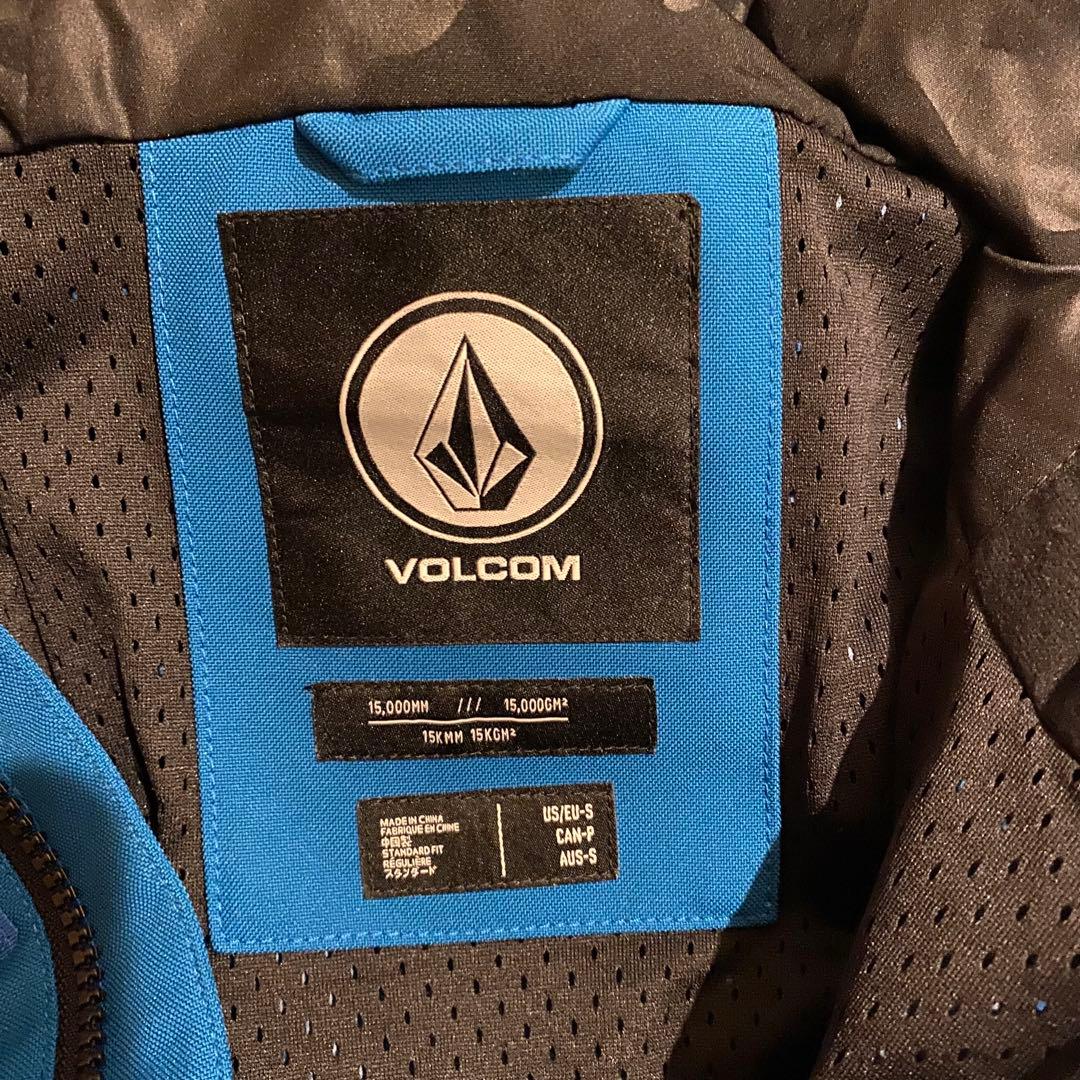 VOLCOM
15,000MM /// 15,000GM²
15KMM 15KGM²
MADE IN CHINA
FABRIQUE EN CHINE
中国製
STANDARD FIT
RÉGULIÈRE
スタンダード
US/EU-S
CAN-P
AUS-S